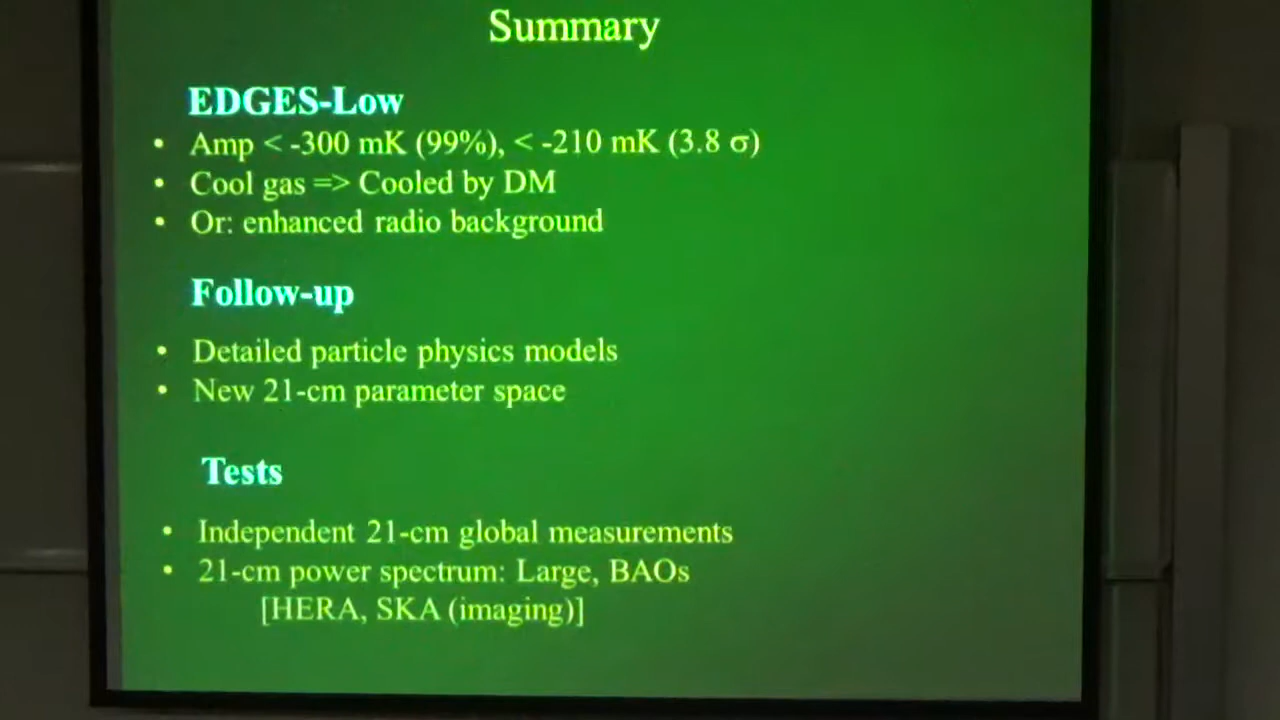 Summary
EDGES-Low
• Amp < -300 mK (99%), < -210 mK (3.8 σ)
• Cool gas => Cooled by DM
• Or: enhanced radio background
Follow-up
• Detailed particle physics models
• New 21-cm parameter space
Tests
• Independent 21-cm global measurements
• 21-cm power spectrum: Large, BAOs
[HERA, SKA (imaging)]